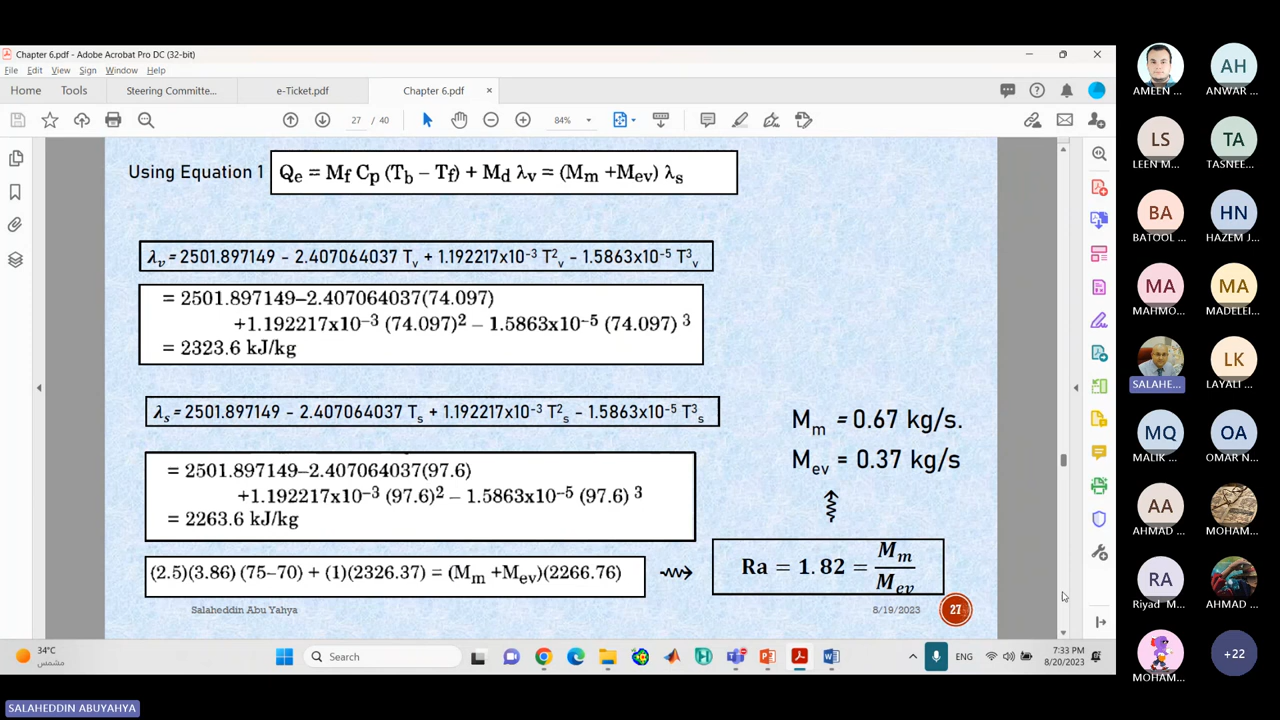 Chapter 6.pdf - Adobe Acrobat Pro DC (32-bit)
File Edit View Sign Window Help
Home Tools Steering Committe... e-Ticket.pdf Chapter 6.pdf ×
27 / 40 84%
Using Equation 1 Qe = Mf Cp (Tb – Tf) + Md λv = (Mm +Mev) λs
λv = 2501.897149 - 2.407064037 Tv + 1.192217x10⁻³ T²v - 1.5863x10⁻⁵ T³v
= 2501.897149–2.407064037(74.097)
+1.192217x10⁻³ (74.097)² – 1.5863x10⁻⁵ (74.097) ³
= 2323.6 kJ/kg
λs = 2501.897149 - 2.407064037 Ts + 1.192217x10⁻³ T²s - 1.5863x10⁻⁵ T³s
= 2501.897149–2.407064037(97.6)
+1.192217x10⁻³ (97.6)² – 1.5863x10⁻⁵ (97.6) ³
= 2263.6 kJ/kg
(2.5)(3.86) (75–70) + (1)(2326.37) = (Mm +Mev)(2266.76)
Mm = 0.67 kg/s.
Mev = 0.37 kg/s
Ra = 1.82 = Mm / Mev
Salaheddin Abu Yahya 8/19/2023 27
34°C
مشمس
Search
ENG
7:33 PM
8/20/2023
SALAHEDDIN ABUYAHYA
AMEEN ...
AH
ANWAR ...
LS
LEEN M...
TA
TASNEE...
BA
BATOOL ...
HN
HAZEM J...
MA
MAHMO...
MA
MADELEI...
SALAHE...
LK
LAYALI ...
MQ
MALIK ...
OA
OMAR N...
AA
AHMAD ...
MOHAM...
RA
Riyad M...
AHMAD ...
MOHAM...
+22